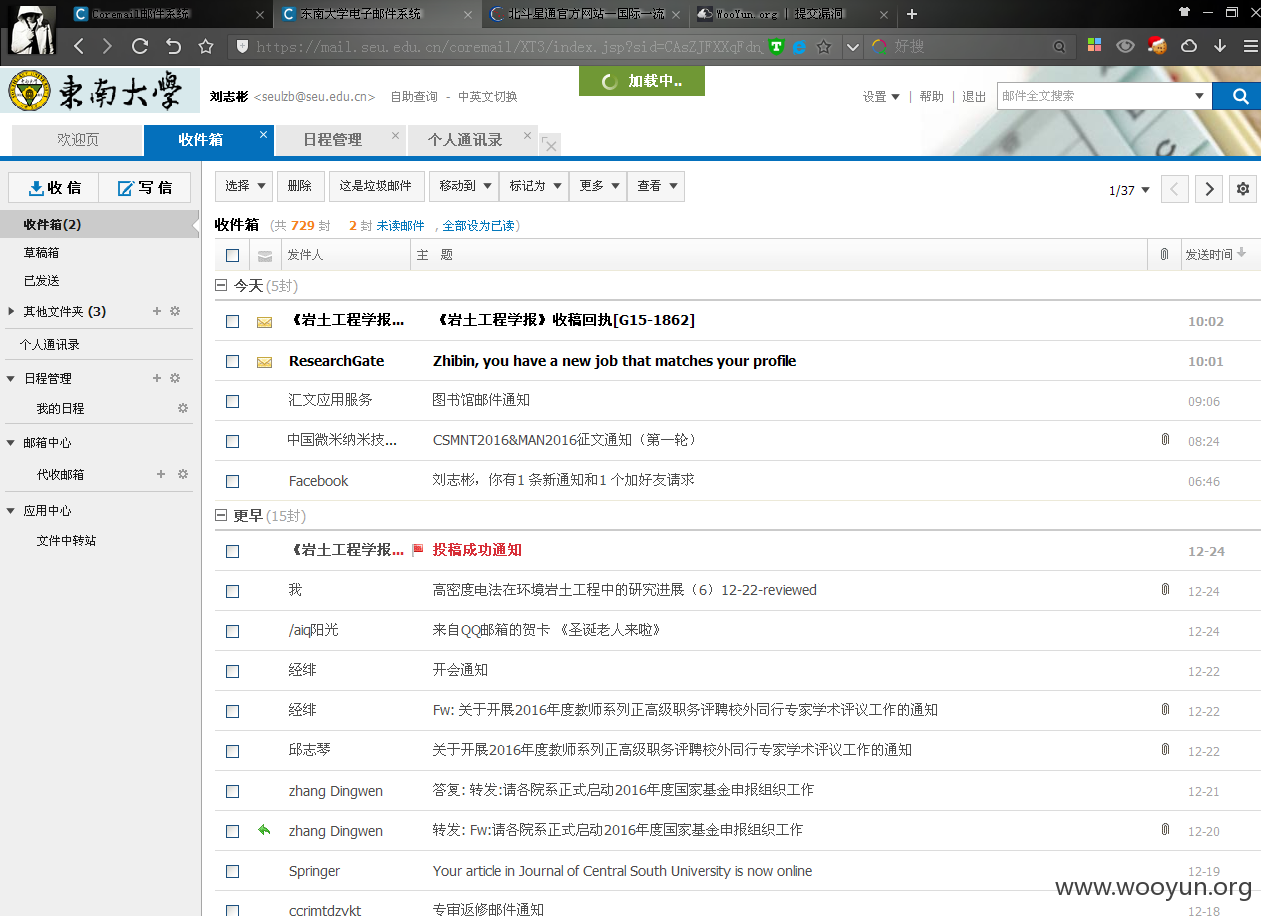 Coremail邮件系统
东南大学电子邮件系统
北斗星通官方网站—国际一流
WooYun.org | 提交漏洞
https://mail.seu.edu.cn/coremail/XT3/index.jsp?sid=CAsZJFXXqFdn
好搜
東南大學
刘志彬 <seulzb@seu.edu.cn> 自助查询 - 中英文切换
加载中..
设置 | 帮助 | 退出
邮件全文搜索
欢迎页
收件箱
日程管理
个人通讯录
收信
写信
选择
删除
这是垃圾邮件
移动到
标记为
更多
查看
1/37
收件箱(2)
草稿箱
已发送
其他文件夹 (3)
个人通讯录
日程管理
我的日程
邮箱中心
代收邮箱
应用中心
文件中转站
收件箱 (共 729 封 2 封 未读邮件 , 全部设为已读)
发件人 主 题 发送时间
今天 (5封)
《岩土工程学报... 《岩土工程学报》收稿回执[G15-1862] 10:02
ResearchGate Zhibin, you have a new job that matches your profile 10:01
汇文应用服务 图书馆邮件通知 09:06
中国微米纳米技... CSMNT2016&MAN2016征文通知（第一轮） 08:24
Facebook 刘志彬，你有1 条新通知和1 个加好友请求 06:46
更早 (15封)
《岩土工程学报... 投稿成功通知 12-24
我 高密度电法在环境岩土工程中的研究进展（6）12-22-reviewed 12-24
/aiq阳光 来自QQ邮箱的贺卡 《圣诞老人来啦》 12-24
经绯 开会通知 12-22
经绯 Fw: 关于开展2016年度教师系列正高级职务评聘校外同行专家学术评议工作的通知 12-22
邱志琴 关于开展2016年度教师系列正高级职务评聘校外同行专家学术评议工作的通知 12-22
zhang Dingwen 答复: 转发:请各院系正式启动2016年度国家基金申报组织工作 12-21
zhang Dingwen 转发: Fw:请各院系正式启动2016年度国家基金申报组织工作 12-20
Springer Your article in Journal of Central South University is now online 12-19
ccrimtdzykt 专审返修邮件通知 12-18
www.wooyun.org